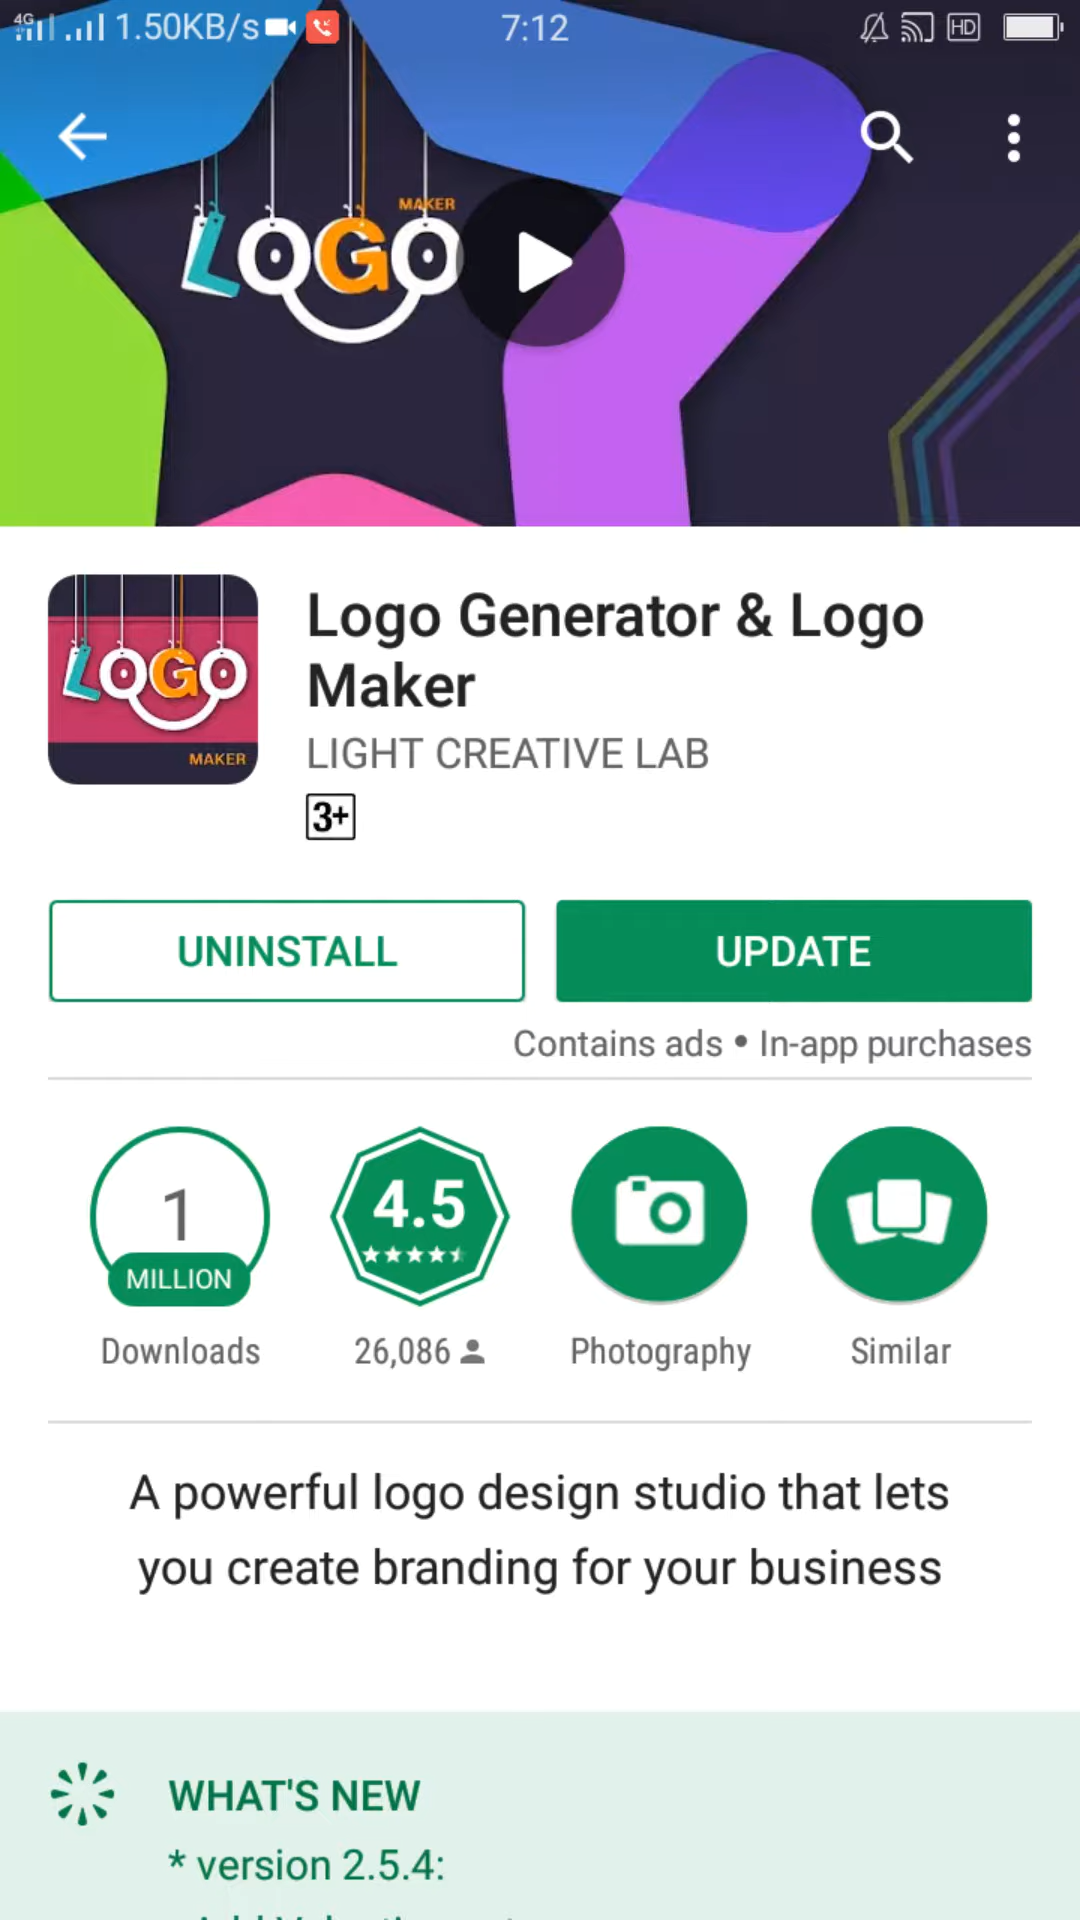 4G 1.50KB/s 7:12 HD
MAKER
LOGO
LOGO
MAKER
Logo Generator & Logo
Maker
LIGHT CREATIVE LAB
3+
UNINSTALL UPDATE
Contains ads • In-app purchases
1
MILLION
Downloads
4.5
26,086
Photography
Similar
A powerful logo design studio that lets
you create branding for your business
WHAT'S NEW
* version 2.5.4: